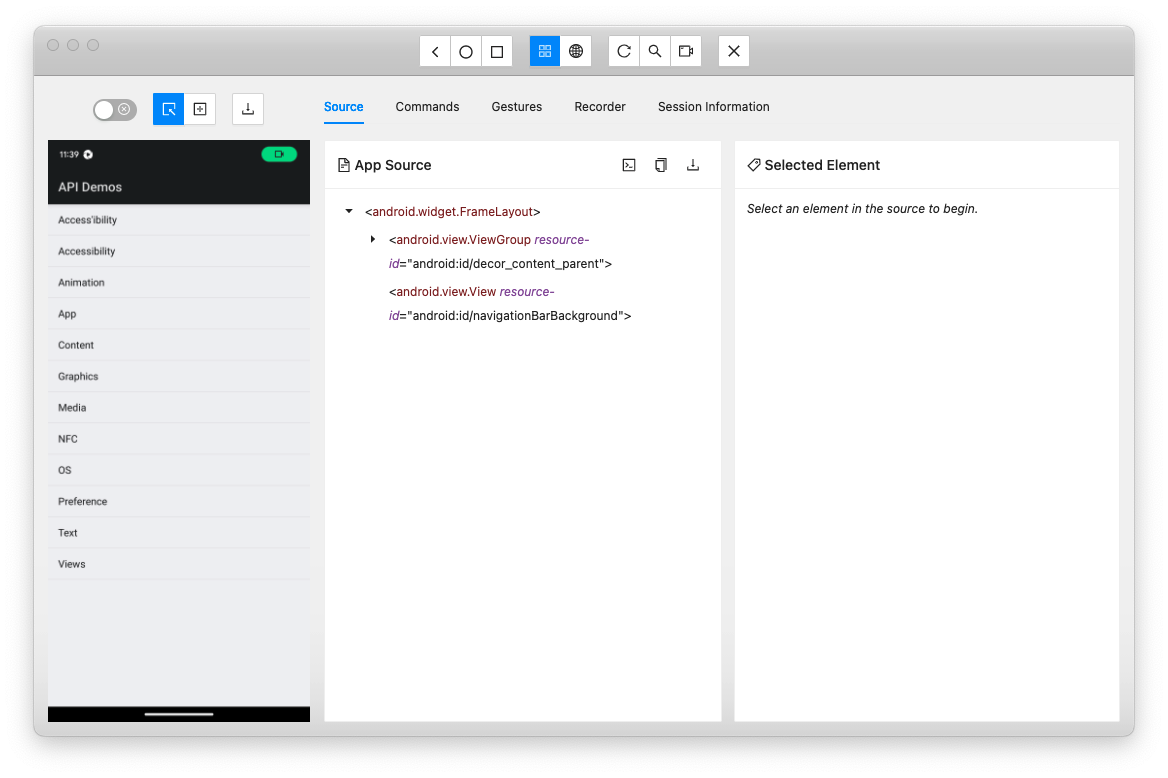 Source
Commands
Gestures
Recorder
Session Information
11:39
API Demos
Access'ibility
Accessibility
Animation
App
Content
Graphics
Media
NFC
OS
Preference
Text
Views
App Source
<android.widget.FrameLayout>
<android.view.ViewGroup resource-
id="android:id/decor_content_parent">
<android.view.View resource-
id="android:id/navigationBarBackground">
Selected Element
Select an element in the source to begin.